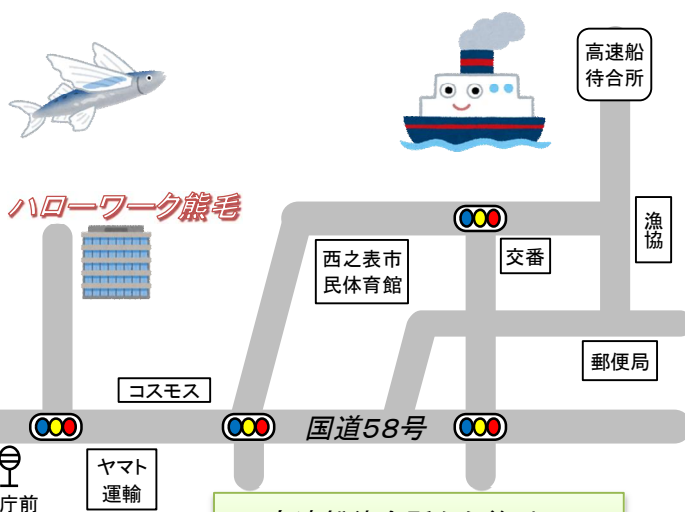 高速船
待合所
ハローワーク熊毛
漁
協
西之表市
民体育館
交番
郵便局
コスモス
国道58号
ヤマト
運輸
庁前